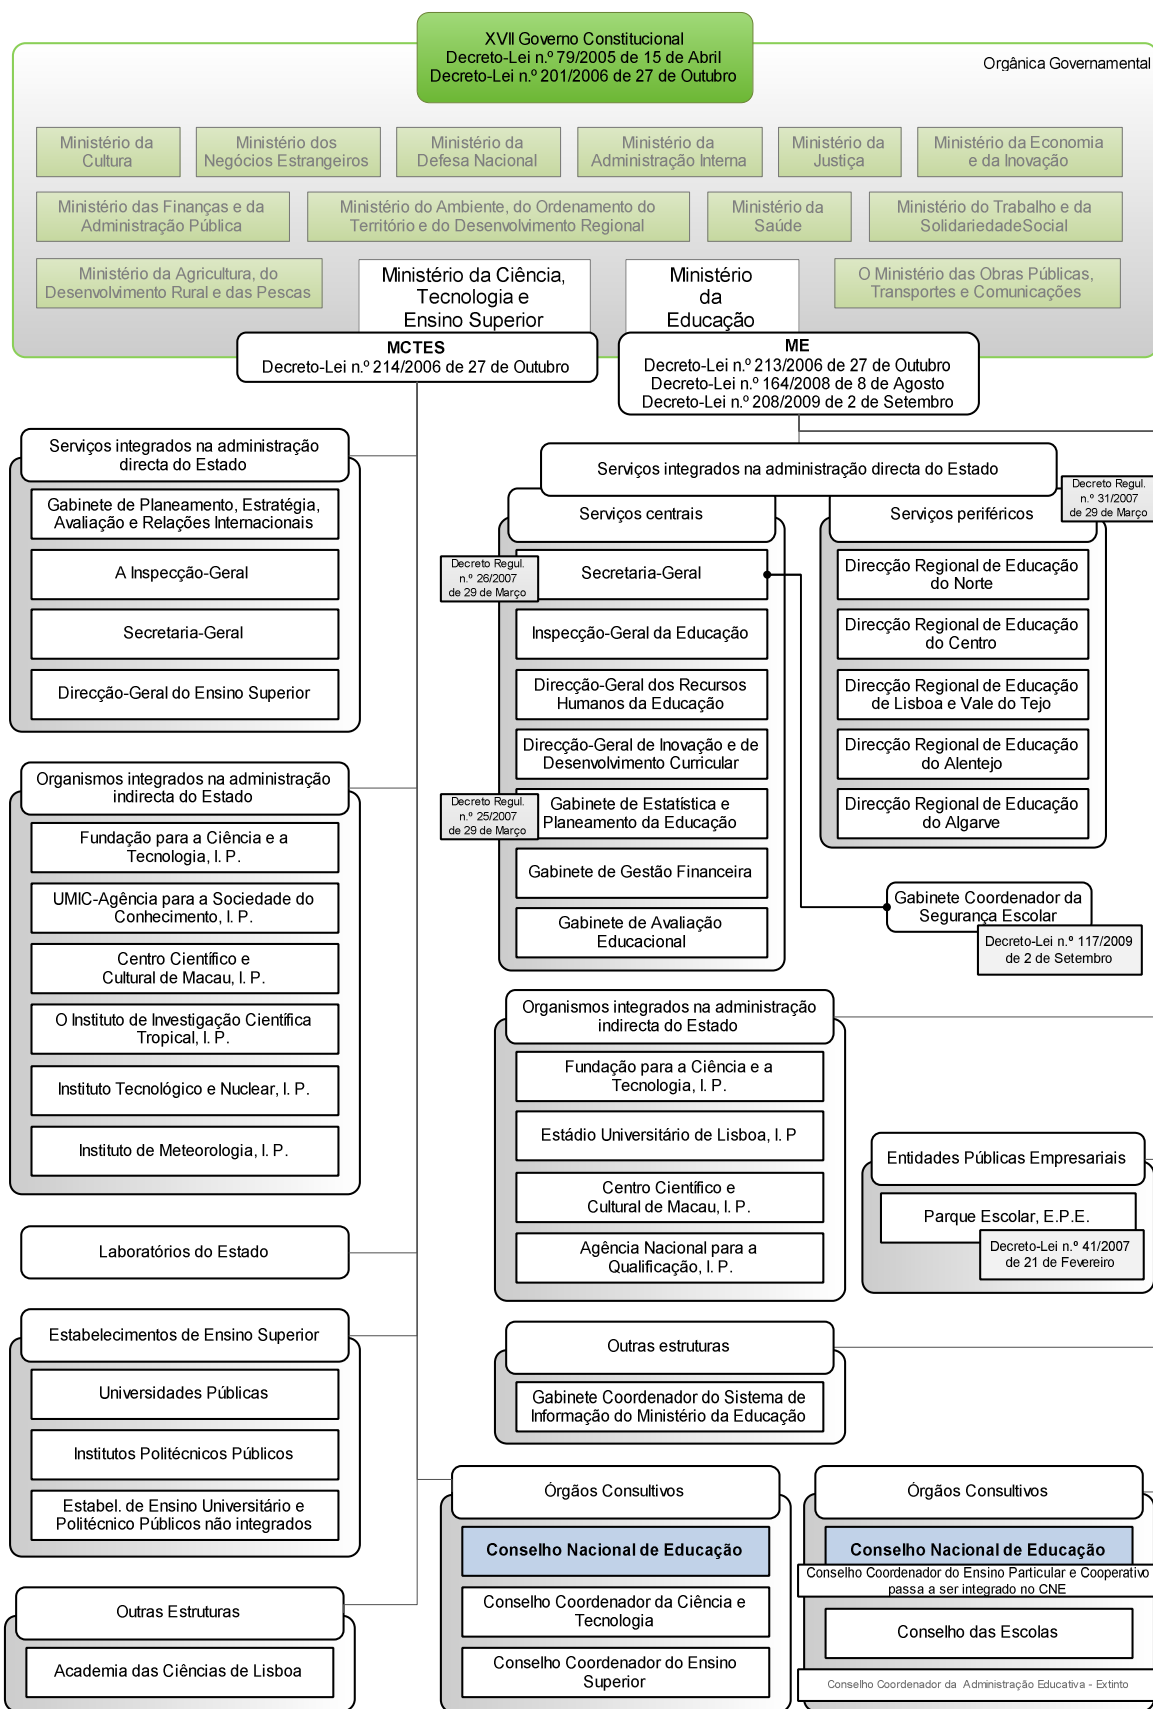 XVII Governo Constitucional
Decreto-Lei n.º 79/2005 de 15 de Abril
Decreto-Lei n.º 201/2006 de 27 de Outubro
Orgânica Governamental
Ministério da
Cultura
Ministério dos
Negócios Estrangeiros
Ministério da
Defesa Nacional
Ministério da
Administração Interna
Ministério da
Justiça
Ministério da Economia
e da Inovação
Ministério das Finanças e da
Administração Pública
Ministério do Ambiente, do Ordenamento do
Território e do Desenvolvimento Regional
Ministério da
Saúde
Ministério do Trabalho e da
SolidariedadeSocial
Ministério da Agricultura, do
Desenvolvimento Rural e das Pescas
Ministério da Ciência,
Tecnologia e
Ensino Superior
Ministério
da
Educação
O Ministério das Obras Públicas,
Transportes e Comunicações
MCTES
Decreto-Lei n.º 214/2006 de 27 de Outubro
ME
Decreto-Lei n.º 213/2006 de 27 de Outubro
Decreto-Lei n.º 164/2008 de 8 de Agosto
Decreto-Lei n.º 208/2009 de 2 de Setembro
Serviços integrados na administração
directa do Estado
Gabinete de Planeamento, Estratégia,
Avaliação e Relações Internacionais
A Inspecção-Geral
Secretaria-Geral
Direcção-Geral do Ensino Superior
Organismos integrados na administração
indirecta do Estado
Fundação para a Ciência e a
Tecnologia, I. P.
UMIC-Agência para a Sociedade do
Conhecimento, I. P.
Centro Científico e
Cultural de Macau, I. P.
O Instituto de Investigação Científica
Tropical, I. P.
Instituto Tecnológico e Nuclear, I. P.
Instituto de Meteorologia, I. P.
Laboratórios do Estado
Estabelecimentos de Ensino Superior
Universidades Públicas
Institutos Politécnicos Públicos
Estabel. de Ensino Universitário e
Politécnico Públicos não integrados
Outras Estruturas
Academia das Ciências de Lisboa
Serviços integrados na administração directa do Estado
Serviços centrais
Decreto Regul.
n.º 26/2007
de 29 de Março
Secretaria-Geral
Inspecção-Geral da Educação
Direcção-Geral dos Recursos
Humanos da Educação
Direcção-Geral de Inovação e de
Desenvolvimento Curricular
Decreto Regul.
n.º 25/2007
de 29 de Março
Gabinete de Estatística e
Planeamento da Educação
Gabinete de Gestão Financeira
Gabinete de Avaliação
Educacional
Serviços periféricos
Decreto Regul.
n.º 31/2007
de 29 de Março
Direcção Regional de Educação
do Norte
Direcção Regional de Educação
do Centro
Direcção Regional de Educação
de Lisboa e Vale do Tejo
Direcção Regional de Educação
do Alentejo
Direcção Regional de Educação
do Algarve
Gabinete Coordenador da
Segurança Escolar
Decreto-Lei n.º 117/2009
de 2 de Setembro
Organismos integrados na administração
indirecta do Estado
Fundação para a Ciência e a
Tecnologia, I. P.
Estádio Universitário de Lisboa, I. P
Centro Científico e
Cultural de Macau, I. P.
Agência Nacional para a
Qualificação, I. P.
Entidades Públicas Empresariais
Parque Escolar, E.P.E.
Decreto-Lei n.º 41/2007
de 21 de Fevereiro
Outras estruturas
Gabinete Coordenador do Sistema de
Informação do Ministério da Educação
Órgãos Consultivos
Conselho Nacional de Educação
Conselho Coordenador da Ciência e
Tecnologia
Conselho Coordenador do Ensino
Superior
Órgãos Consultivos
Conselho Nacional de Educação
Conselho Coordenador do Ensino Particular e Cooperativo
passa a ser integrado no CNE
Conselho das Escolas
Conselho Coordenador da Administração Educativa - Extinto